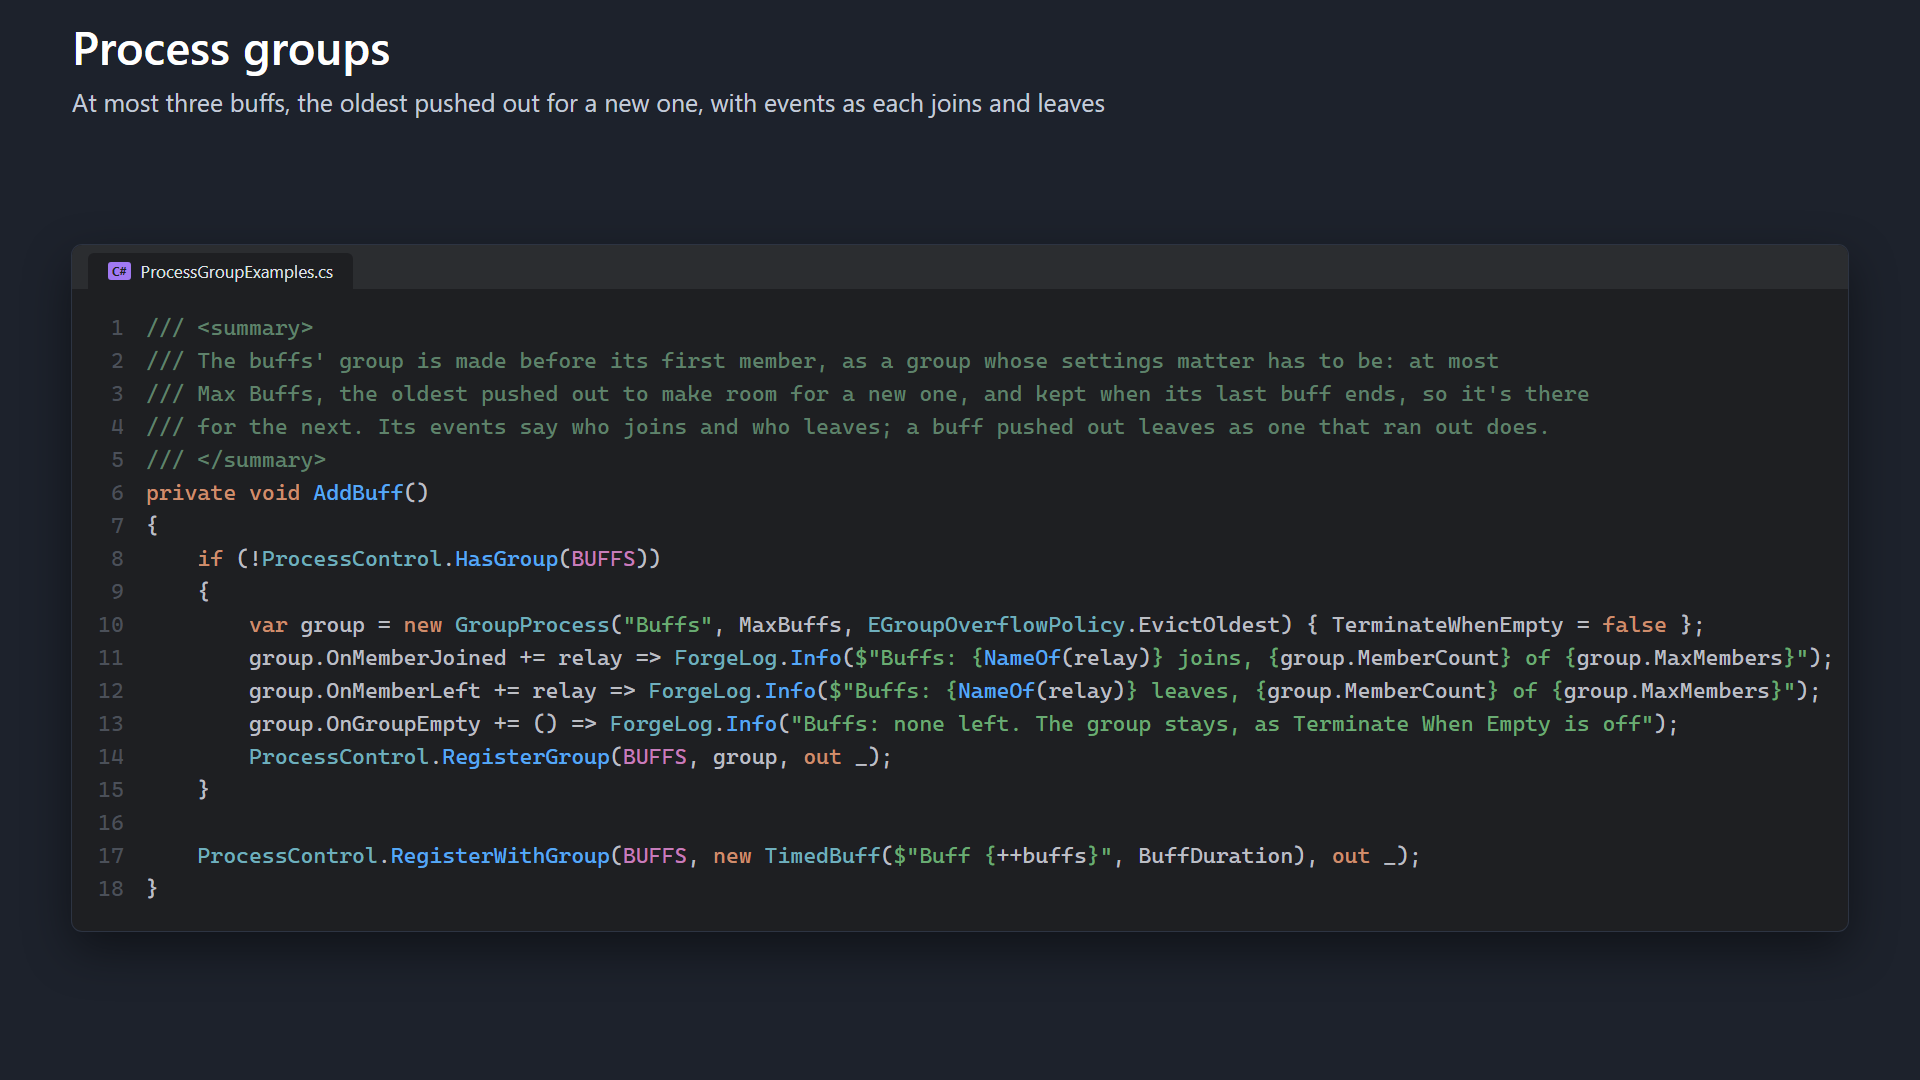 Process groups
At most three buffs, the oldest pushed out for a new one, with events as each joins and leaves
C# ProcessGroupExamples.cs
1 /// <summary>
2 /// The buffs' group is made before its first member, as a group whose settings matter has to be: at most
3 /// Max Buffs, the oldest pushed out to make room for a new one, and kept when its last buff ends, so it's there
4 /// for the next. Its events say who joins and who leaves; a buff pushed out leaves as one that ran out does.
5 /// </summary>
6 private void AddBuff()
7 {
8     if (!ProcessControl.HasGroup(BUFFS))
9     {
10         var group = new GroupProcess("Buffs", MaxBuffs, EGroupOverflowPolicy.EvictOldest) { TerminateWhenEmpty = false };
11         group.OnMemberJoined += relay => ForgeLog.Info($"Buffs: {NameOf(relay)} joins, {group.MemberCount} of {group.MaxMembers}");
12         group.OnMemberLeft += relay => ForgeLog.Info($"Buffs: {NameOf(relay)} leaves, {group.MemberCount} of {group.MaxMembers}");
13         group.OnGroupEmpty += () => ForgeLog.Info("Buffs: none left. The group stays, as Terminate When Empty is off");
14         ProcessControl.RegisterGroup(BUFFS, group, out _);
15     }
16
17     ProcessControl.RegisterWithGroup(BUFFS, new TimedBuff($"Buff {++buffs}", BuffDuration), out _);
18 }